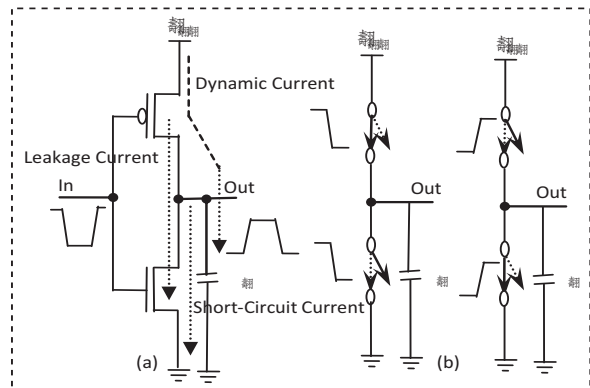 Dynamic Current
Leakage Current
In
Out
Short-Circuit Current
(a)
Out
Out
(b)